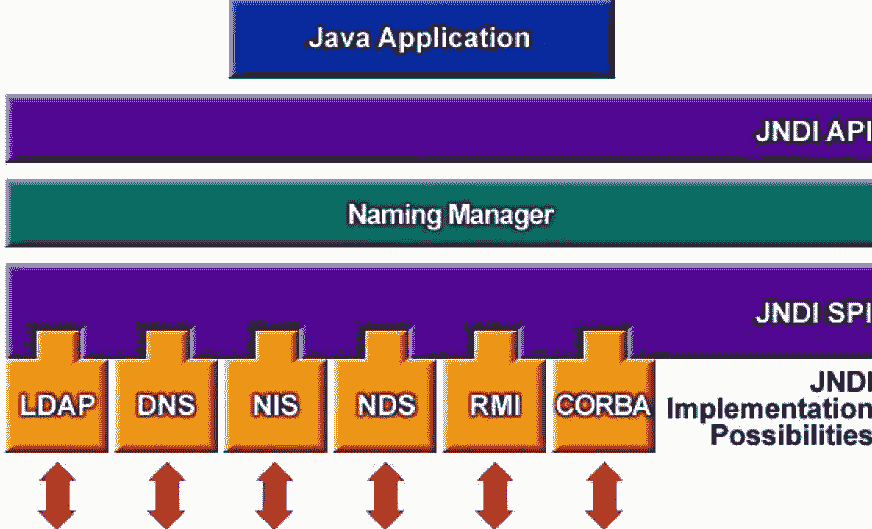 Java Application
JNDI API
Naming Manager
JNDI SPI
LDAP DNS NIS NDS RMI CORBA
JNDI
Implementation
Possibilities